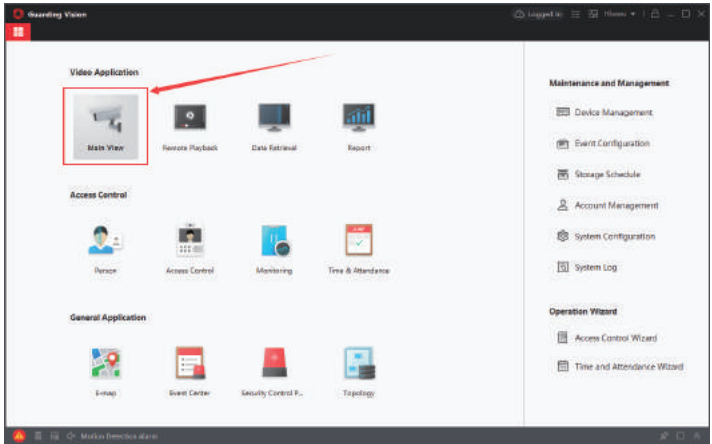 Guarding Vision
Logged in
Video Application
Main View
Remote Playback
Data Retrieval
Report
Access Control
Person
Access Control
Monitoring
Time & Attendance
General Application
E-map
Event Center
Security Control P...
Topology
Maintenance and Management
Device Management
Event Configuration
Storage Schedule
Account Management
System Configuration
System Log
Operation Wizard
Access Control Wizard
Time and Attendance Wizard
Motion Detection alarm